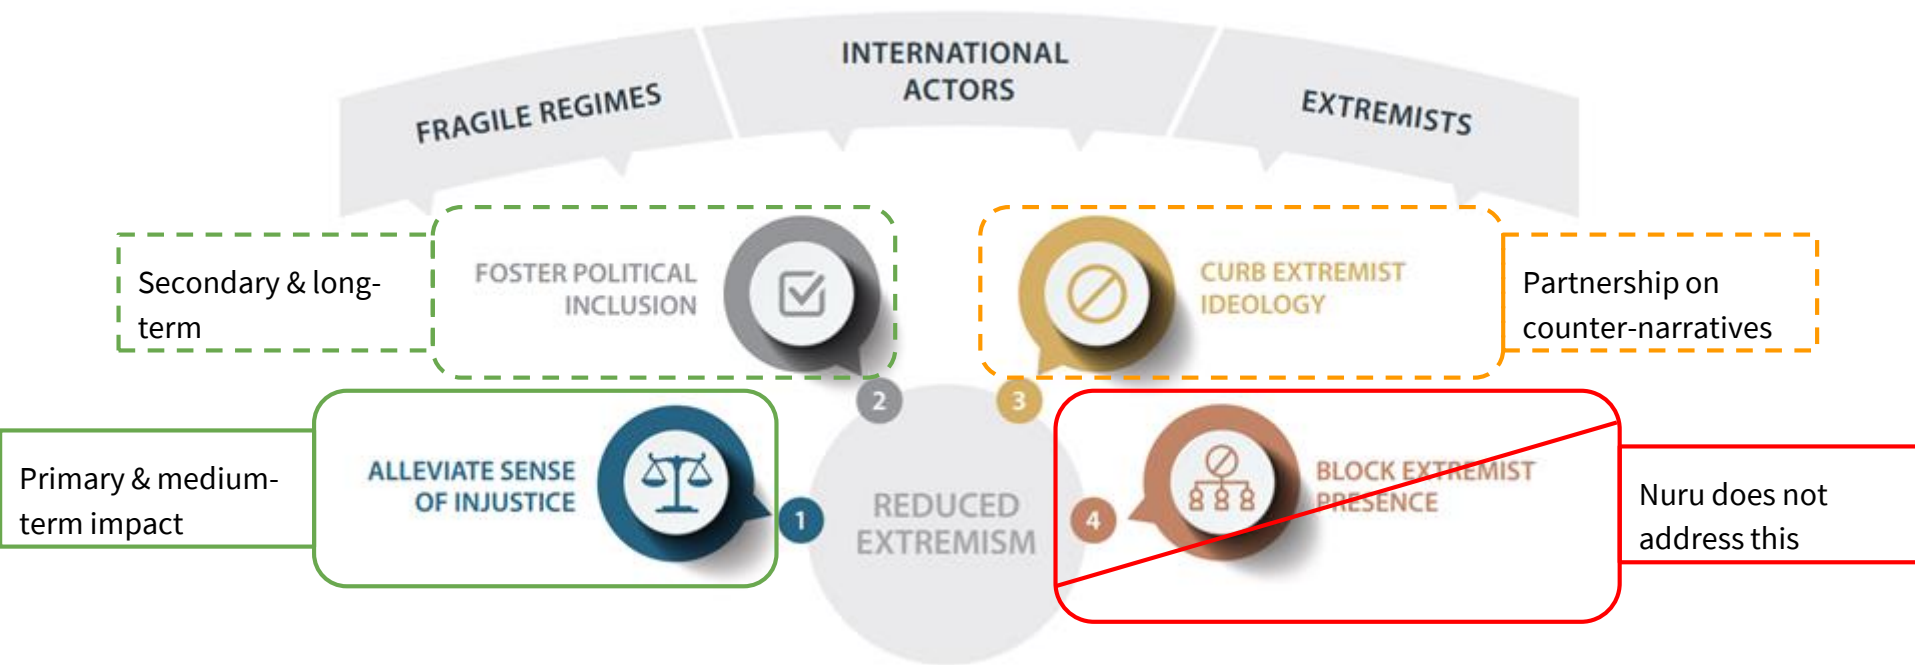 FRAGILE REGIMES
INTERNATIONAL
ACTORS
EXTREMISTS
Secondary & long-
term
FOSTER POLITICAL
INCLUSION
2
CURB EXTREMIST
IDEOLOGY
3
Partnership on
counter-narratives
Primary & medium-
term impact
ALLEVIATE SENSE
OF INJUSTICE
1
REDUCED
EXTREMISM
4
BLOCK EXTREMIST
PRESENCE
Nuru does not
address this